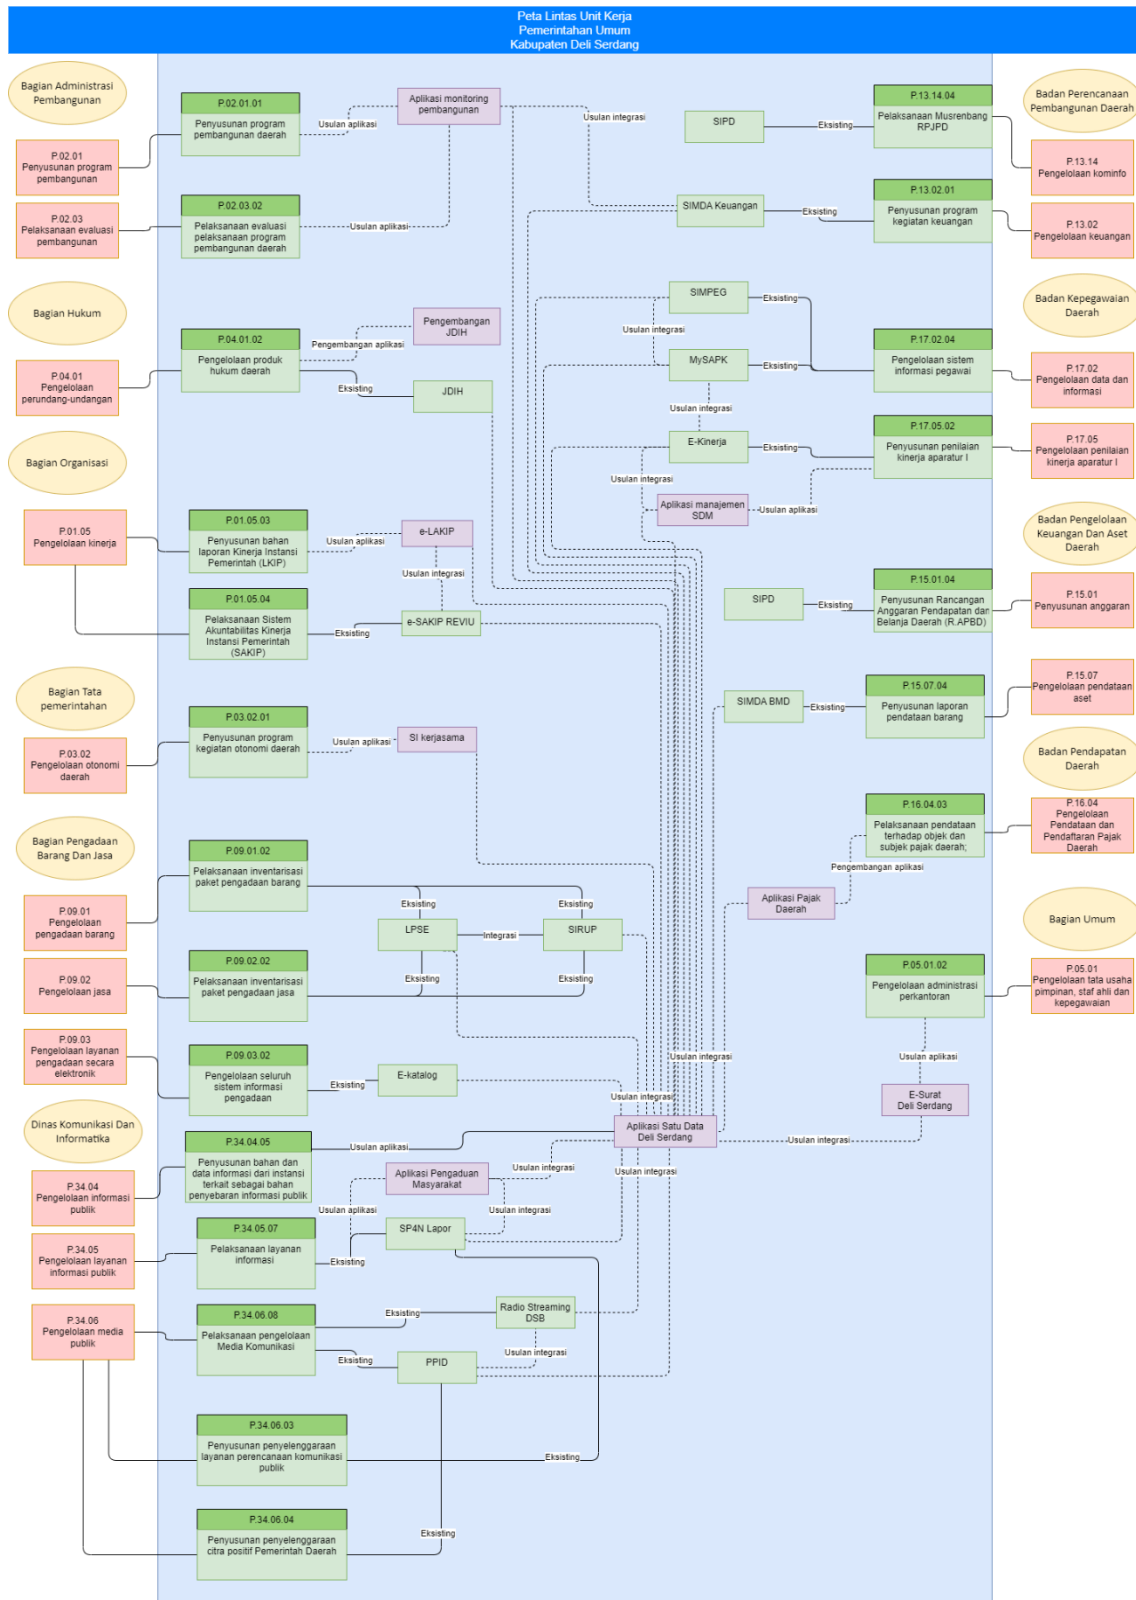 Peta Lintas Unit Kerja
Pemerintahan Umum
Kabupaten Deli Serdang
Bagian Administrasi
Pembangunan
P.02.01
Penyusunan program
pembangunan
P.02.03
Pelaksanaan evaluasi
pembangunan
Bagian Hukum
P.04.01
Pengelolaan
perundang-undangan
Bagian Organisasi
P.01.05
Pengelolaan kinerja
Bagian Tata
pemerintahan
P.03.02
Pengelolaan otonomi
daerah
Bagian Pengadaan
Barang Dan Jasa
P.09.01
Pengelolaan
pengadaan barang
P.09.02
Pengelolaan jasa
P.09.03
Pengelolaan layanan
pengadaan secara
elektronik
Dinas Komunikasi Dan
Informatika
P.34.04
Pengelolaan informasi
publik
P.34.05
Pengelolaan layanan
informasi publik
P.34.06
Pengelolaan media
publik
P.02.01.01
Penyusunan program
pembangunan daerah
Usulan aplikasi
Aplikasi monitoring
pembangunan
P.02.03.02
Pelaksanaan evaluasi
pelaksanaan program
pembangunan daerah
Usulan aplikasi
P.04.01.02
Pengelolaan produk
hukum daerah
Pengembangan aplikasi
Pengembangan
JDIH
Eksisting
JDIH
P.01.05.03
Penyusunan bahan
laporan Kinerja Instansi
Pemerintah (LKIP)
Usulan aplikasi
e-LAKIP
Usulan integrasi
P.01.05.04
Pelaksanaan Sistem
Akuntabilitas Kinerja
Instansi Pemerintah
(SAKIP)
Eksisting
e-SAKIP REVIU
P.03.02.01
Penyusunan program
kegiatan otonomi daerah
Usulan aplikasi
SI kerjasama
P.09.01.02
Pelaksanaan inventarisasi
paket pengadaan barang
Eksisting
Eksisting
LPSE
Integrasi
SIRUP
P.09.02.02
Pelaksanaan inventarisasi
paket pengadaan jasa
Eksisting
Eksisting
P.09.03.02
Pengelolaan seluruh
sistem informasi
pengadaan
Eksisting
E-katalog
Usulan integrasi
P.34.04.05
Penyusunan bahan dan
data informasi dari instansi
terkait sebagai bahan
penyebaran informasi publik
Usulan aplikasi
Aplikasi Satu Data
Deli Serdang
Aplikasi Pengaduan
Masyarakat
Usulan integrasi
Usulan aplikasi
Usulan integrasi
P.34.05.07
Pelaksanaan layanan
informasi
Eksisting
SP4N Lapor
P.34.06.08
Pelaksanaan pengelolaan
Media Komunikasi
Eksisting
Radio Streaming
DSB
Usulan integrasi
Eksisting
PPID
P.34.06.03
Penyusunan penyelenggaraan
layanan perencanaan komunikasi
publik
Eksisting
P.34.06.04
Penyusunan penyelenggaraan
citra positif Pemerintah Daerah
Eksisting
Usulan integrasi
SIPD
Eksisting
P.13.14.04
Pelaksanaan Musrenbang
RPJPD
SIMDA Keuangan
Eksisting
P.13.02.01
Penyusunan program
kegiatan keuangan
SIMPEG
Eksisting
Usulan integrasi
MySAPK
Eksisting
P.17.02.04
Pengelolaan sistem
informasi pegawai
Usulan integrasi
E-Kinerja
Eksisting
P.17.05.02
Penyusunan penilaian
kinerja aparatur I
Usulan integrasi
Aplikasi manajemen
SDM
Usulan aplikasi
SIPD
Eksisting
P.15.01.04
Penyusunan Rancangan
Anggaran Pendapatan dan
Belanja Daerah (R.APBD)
SIMDA BMD
Eksisting
P.15.07.04
Penyusunan laporan
pendataan barang
P.16.04.03
Pelaksanaan pendataan
terhadap objek dan
subjek pajak daerah;
Pengembangan aplikasi
Aplikasi Pajak
Daerah
P.05.01.02
Pengelolaan administrasi
perkantoran
Usulan integrasi
Usulan aplikasi
E-Surat
Deli Serdang
Usulan integrasi
Badan Perencanaan
Pembangunan Daerah
P.13.14
Pengelolaan kominfo
P.13.02
Pengelolaan keuangan
Badan Kepegawaian
Daerah
P.17.02
Pengelolaan data dan
informasi
P.17.05
Pengelolaan penilaian
kinerja aparatur I
Badan Pengelolaan
Keuangan Dan Aset
Daerah
P.15.01
Penyusunan anggaran
P.15.07
Pengelolaan pendataan
aset
Badan Pendapatan
Daerah
P.16.04
Pengelolaan
Pendataan dan
Pendaftaran Pajak
Daerah
Bagian Umum
P.05.01
Pengelolaan tata usaha
pimpinan, staf ahli dan
kepegawaian